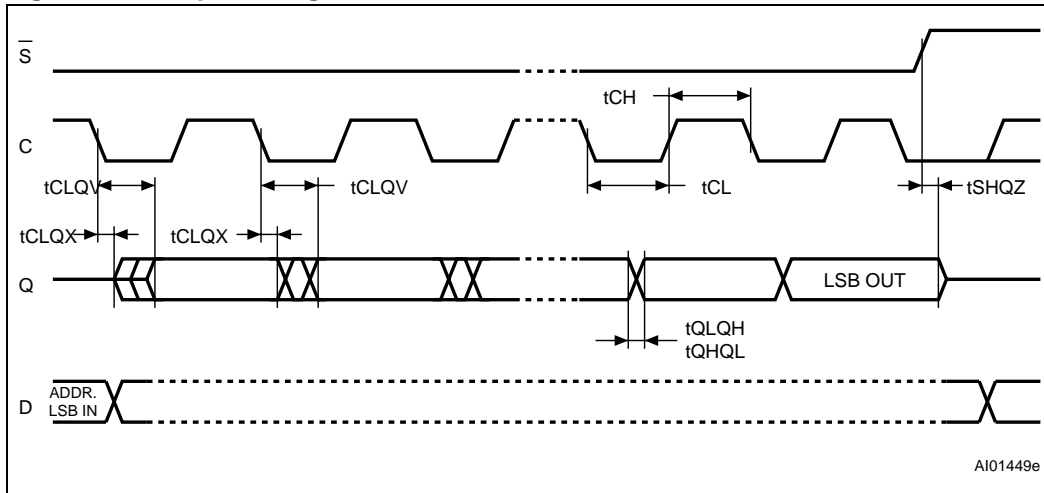 S
tCH
C
tCLQV
tCLQV
tCL
tSHQZ
tCLQX
tCLQX
Q
LSB OUT
tQLQH
tQHQL
D
ADDR.
LSB IN
AI01449e